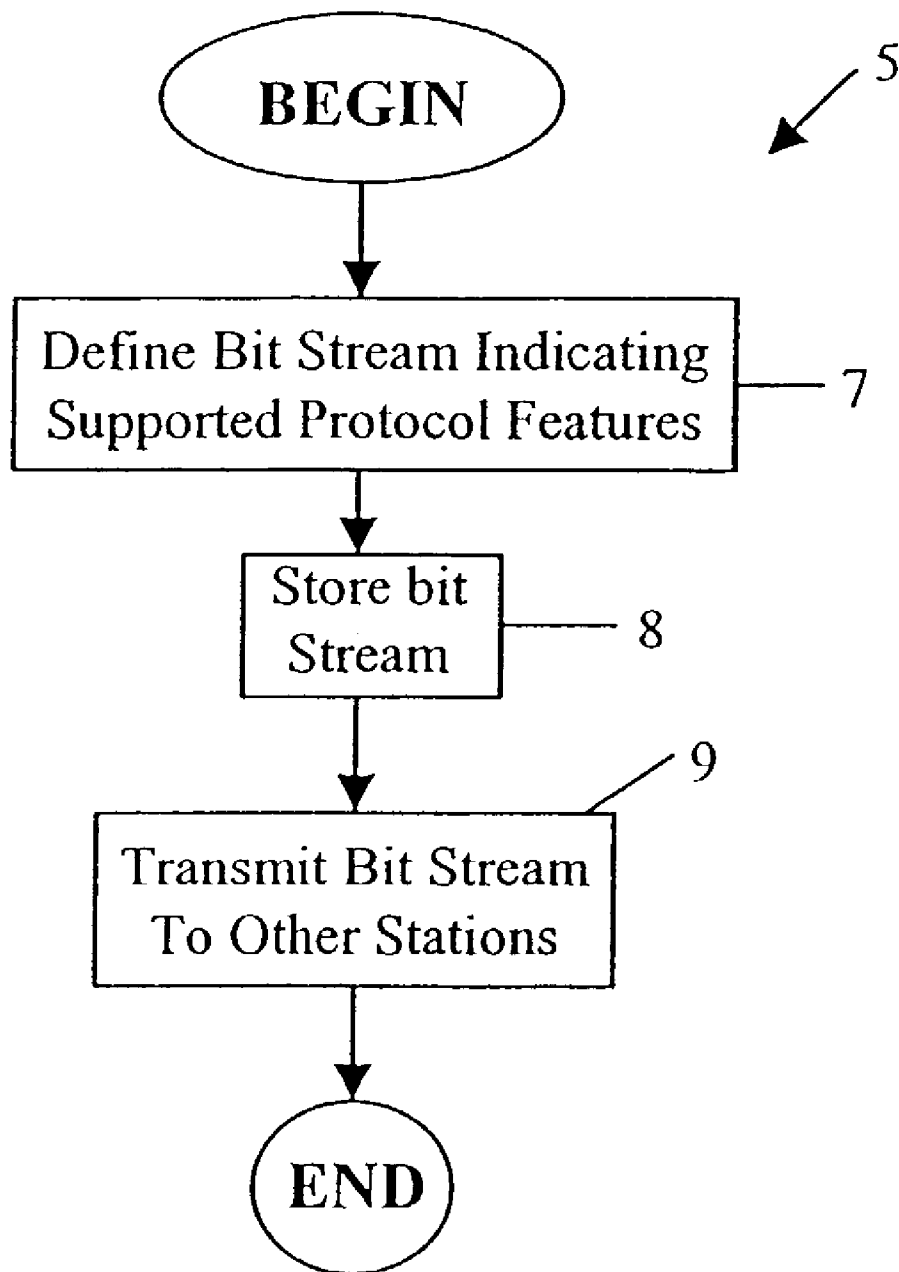 BEGIN
5
Define Bit Stream Indicating
Supported Protocol Features
7
Store bit
Stream
8
9
Transmit Bit Stream
To Other Stations
END